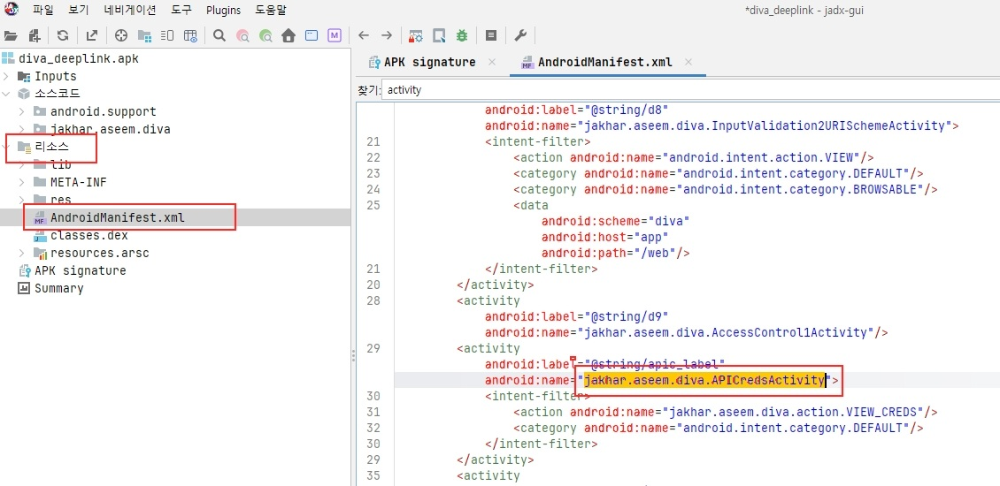 파일 보기 네비게이션 도구 Plugins 도움말 *diva_deeplink - jadx-gui
diva_deeplink.apk
Inputs
소스코드
android.support
jakhar.aseem.diva
리소스
lib
META-INF
res
AndroidManifest.xml
classes.dex
resources.arsc
APK signature
Summary
APK signature × AndroidManifest.xml ×
찾기: activity
android:label="@string/d8"
android:name="jakhar.aseem.diva.InputValidation2URISchemeActivity">
21 <intent-filter>
22 <action android:name="android.intent.action.VIEW"/>
23 <category android:name="android.intent.category.DEFAULT"/>
24 <category android:name="android.intent.category.BROWSABLE"/>
25 <data
android:scheme="diva"
android:host="app"
android:path="/web"/>
21 </intent-filter>
20 </activity>
28 <activity
android:label="@string/d9"
android:name="jakhar.aseem.diva.AccessControl1Activity"/>
29 <activity
android:label="@string/apic_label"
android:name="jakhar.aseem.diva.APICredsActivity">
30 <intent-filter>
31 <action android:name="jakhar.aseem.diva.action.VIEW_CREDS"/>
32 <category android:name="android.intent.category.DEFAULT"/>
30 </intent-filter>
29 </activity>
35 <activity